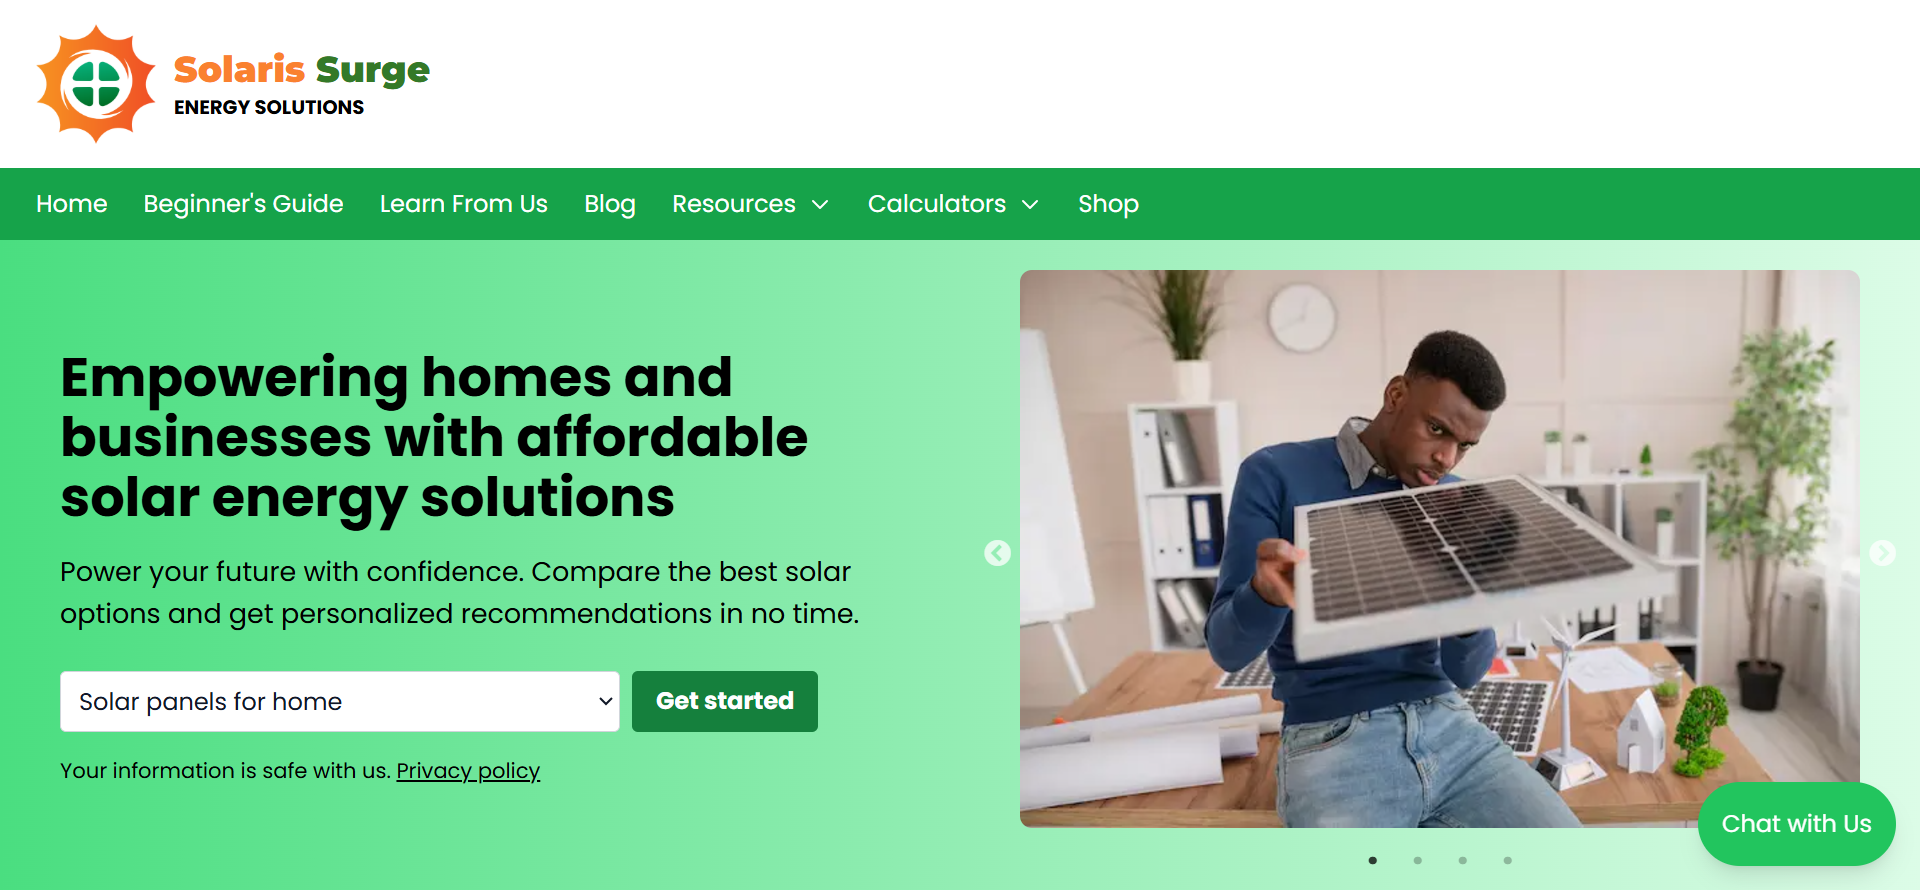 Solaris Surge
ENERGY SOLUTIONS
Home Beginner's Guide Learn From Us Blog Resources Calculators Shop
Empowering homes and
businesses with affordable
solar energy solutions
Power your future with confidence. Compare the best solar
options and get personalized recommendations in no time.
Solar panels for home
Get started
Your information is safe with us. Privacy policy
Chat with Us